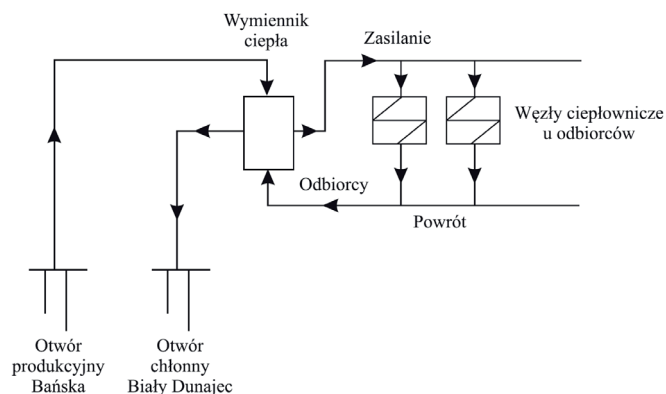 Wymiennik
ciepła
Zasilanie
Węzły ciepłownicze
u odbiorców
Odbiorcy
Powrót
Otwór
produkcyjny
Bańska
Otwór
chłonny
Biały Dunajec